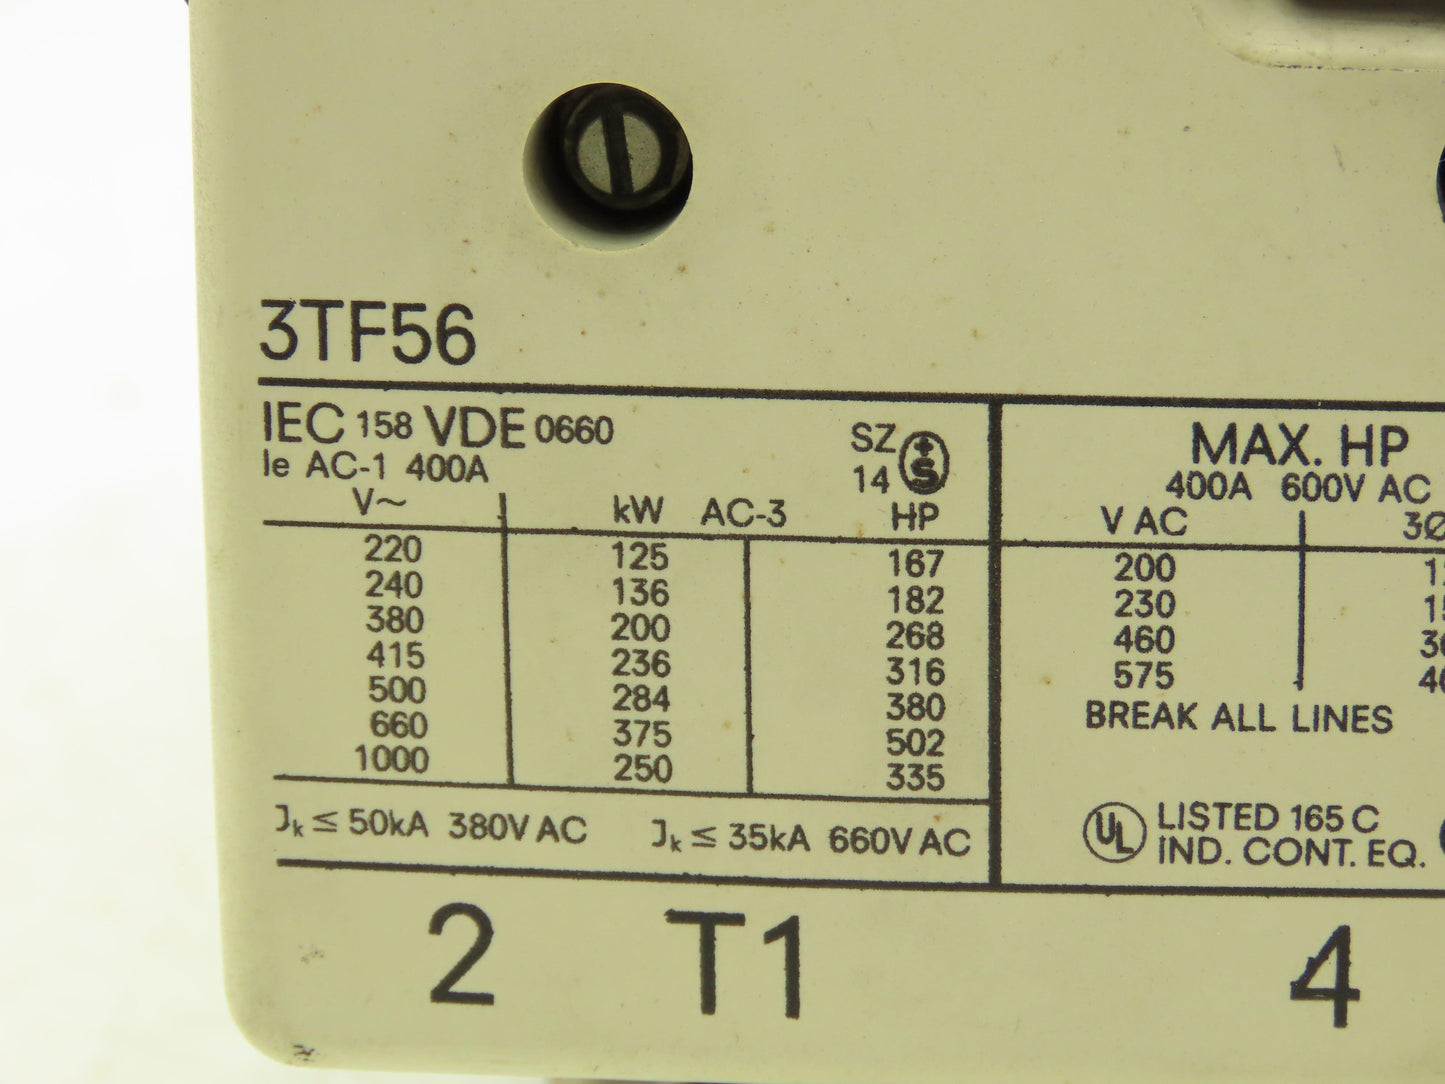 3TF56
IEC 158 VDE 0660
Ie AC-1 400A
SZ
14
+S
V~ kW AC-3 HP
220 125 167
240 136 182
380 200 268
415 236 316
500 284 380
660 375 502
1000 250 335
Jk ≤ 50kA 380V AC Jk ≤ 35kA 660V AC
MAX. HP
400A 600V AC
V AC 3Ø
200
230
460
575
BREAK ALL LINES
UL LISTED 165 C
IND. CONT. EQ.
2 T1 4